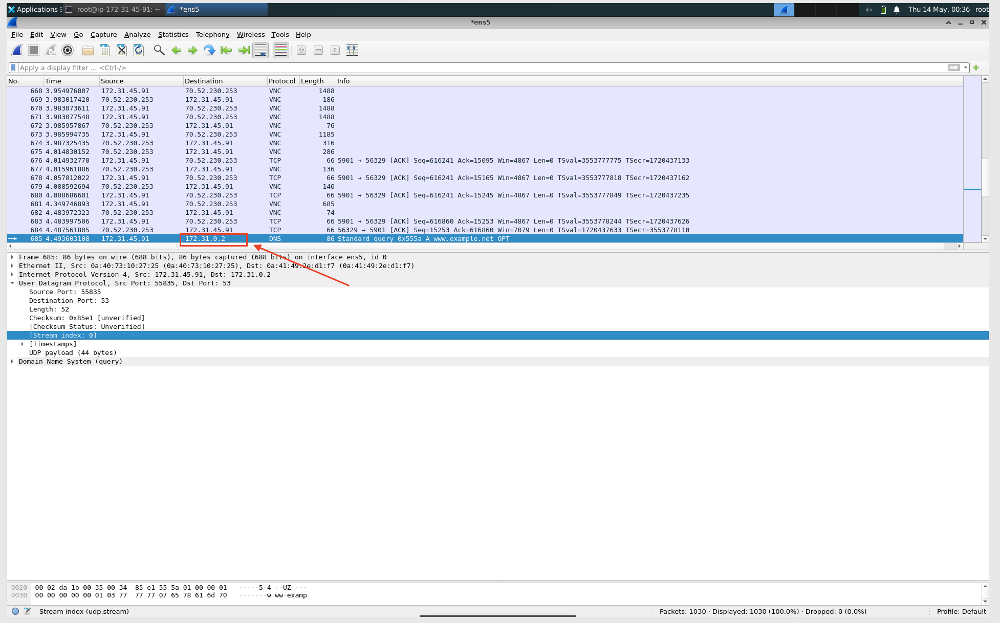 Applications root@ip-172-31-45-91: ~ *ens5 Thu 14 May, 00:36 root
*ens5
File Edit View Go Capture Analyze Statistics Telephony Wireless Tools Help
Apply a display filter … <Ctrl-/>
No. Time Source Destination Protocol Length Info
668 3.954976807 172.31.45.91 70.52.230.253 VNC 1488
669 3.983017420 70.52.230.253 172.31.45.91 VNC 186
670 3.983073611 172.31.45.91 70.52.230.253 VNC 1488
671 3.983077548 172.31.45.91 70.52.230.253 VNC 1488
672 3.985957867 70.52.230.253 172.31.45.91 VNC 76
673 3.985994735 172.31.45.91 70.52.230.253 VNC 1185
674 3.987325435 70.52.230.253 172.31.45.91 VNC 316
675 4.014830152 70.52.230.253 172.31.45.91 VNC 286
676 4.014932770 172.31.45.91 70.52.230.253 TCP 66 5901 → 56329 [ACK] Seq=616241 Ack=15095 Win=4867 Len=0 TSval=3553777775 TSecr=1720437133
677 4.015961886 70.52.230.253 172.31.45.91 VNC 136
678 4.057812022 172.31.45.91 70.52.230.253 TCP 66 5901 → 56329 [ACK] Seq=616241 Ack=15165 Win=4867 Len=0 TSval=3553777818 TSecr=1720437162
679 4.088592694 70.52.230.253 172.31.45.91 VNC 146
680 4.088686601 172.31.45.91 70.52.230.253 TCP 66 5901 → 56329 [ACK] Seq=616241 Ack=15245 Win=4867 Len=0 TSval=3553777849 TSecr=1720437235
681 4.349746893 172.31.45.91 70.52.230.253 VNC 685
682 4.483972323 70.52.230.253 172.31.45.91 VNC 74
683 4.483997506 172.31.45.91 70.52.230.253 TCP 66 5901 → 56329 [ACK] Seq=616860 Ack=15253 Win=4867 Len=0 TSval=3553778244 TSecr=1720437626
684 4.487561805 70.52.230.253 172.31.45.91 TCP 66 56329 → 5901 [ACK] Seq=15253 Ack=616860 Win=7079 Len=0 TSval=1720437633 TSecr=3553778110
685 4.493603108 172.31.45.91 172.31.0.2 DNS 86 Standard query 0x555a A www.example.net OPT
Frame 685: 86 bytes on wire (688 bits), 86 bytes captured (688 bits) on interface ens5, id 0
Ethernet II, Src: 0a:40:73:10:27:25 (0a:40:73:10:27:25), Dst: 0a:41:49:2e:d1:f7 (0a:41:49:2e:d1:f7)
Internet Protocol Version 4, Src: 172.31.45.91, Dst: 172.31.0.2
User Datagram Protocol, Src Port: 55835, Dst Port: 53
Source Port: 55835
Destination Port: 53
Length: 52
Checksum: 0x85e1 [unverified]
[Checksum Status: Unverified]
[Stream index: 0]
[Timestamps]
UDP payload (44 bytes)
Domain Name System (query)
0020 00 02 da 1b 00 35 00 34 85 e1 55 5a 01 00 00 01 ·····5·4 ··UZ····
0030 00 00 00 00 00 01 03 77 77 77 07 65 78 61 6d 70 ·······w ww·examp
Stream index (udp.stream) Packets: 1030 · Displayed: 1030 (100.0%) · Dropped: 0 (0.0%) Profile: Default